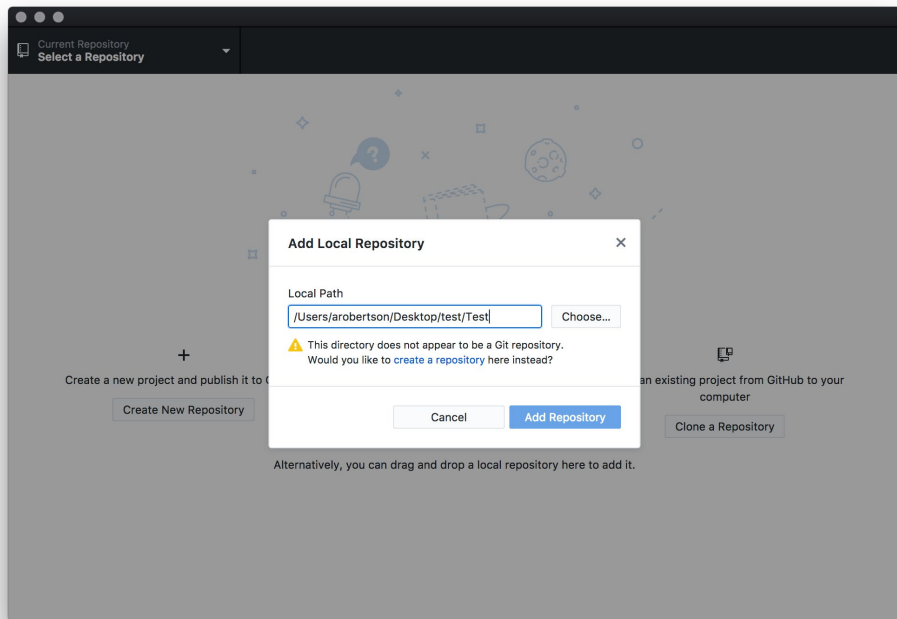 Current Repository
Select a Repository
?
Add Local Repository
Local Path
/Users/arobertson/Desktop/test/Test
Choose...
This directory does not appear to be a Git repository.
Would you like to create a repository here instead?
Cancel
Add Repository
Create a new project and publish it to
Create New Repository
an existing project from GitHub to your
computer
Clone a Repository
Alternatively, you can drag and drop a local repository here to add it.